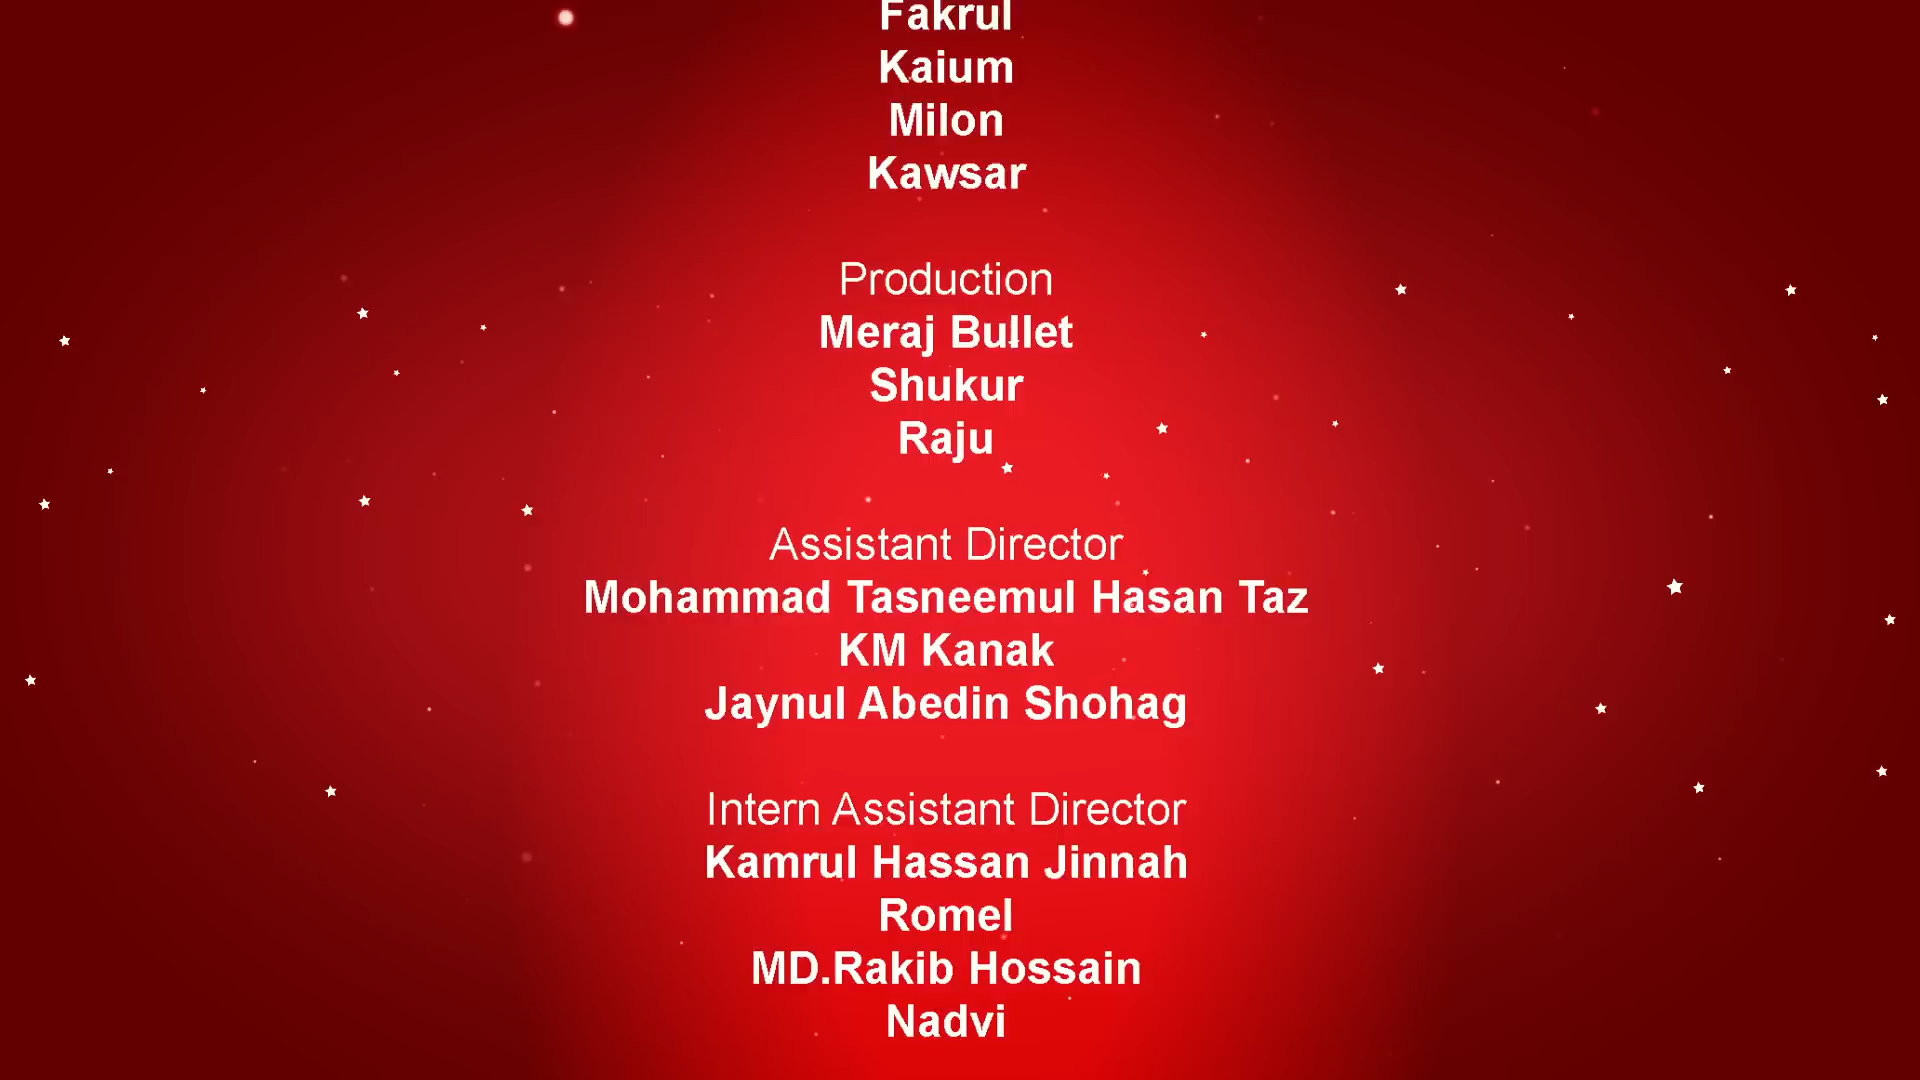 Fakrul
Kaium
Milon
Kawsar
Production
Meraj Bullet
Shukur
Raju
Assistant Director
Mohammad Tasneemul Hasan Taz
KM Kanak
Jaynul Abedin Shohag
Intern Assistant Director
Kamrul Hassan Jinnah
Romel
MD.Rakib Hossain
Nadvi